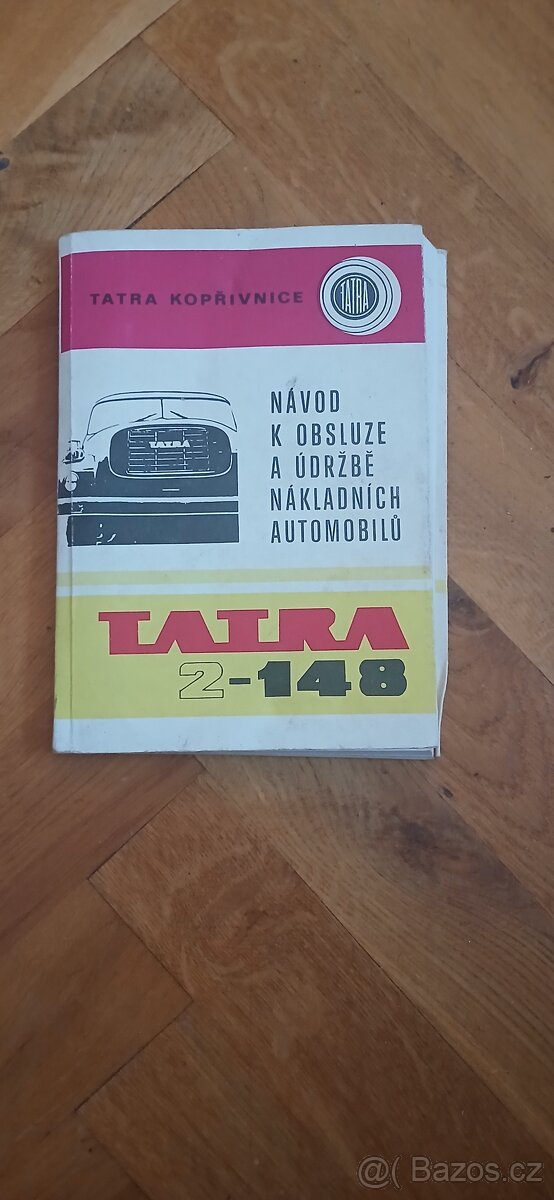 TATRA KOPŘIVNICE
TATRA
NÁVOD
K OBSLUZE
A ÚDRŽBĚ
NÁKLADNÍCH
AUTOMOBILŮ
TATRA
TATRA
2-148
@( Bazos.cz